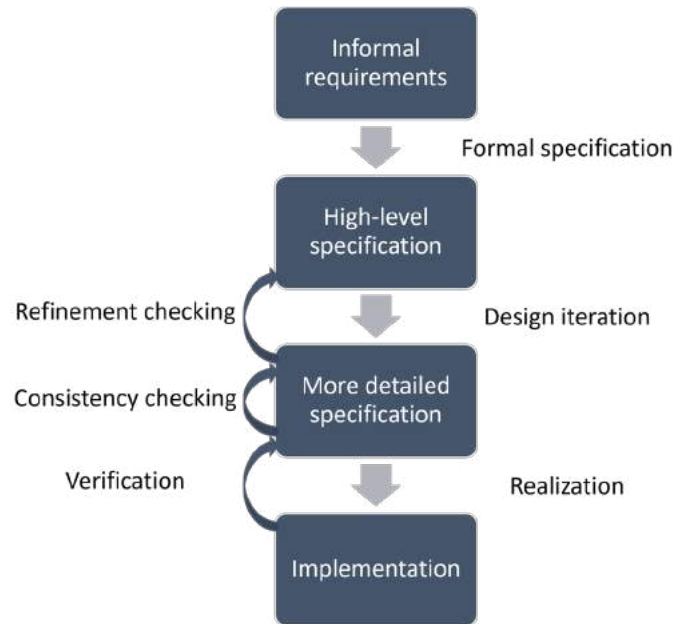 Informal
requirements
Formal specification
High-level
specification
Refinement checking
Design iteration
More detailed
specification
Consistency checking
Verification
Realization
Implementation